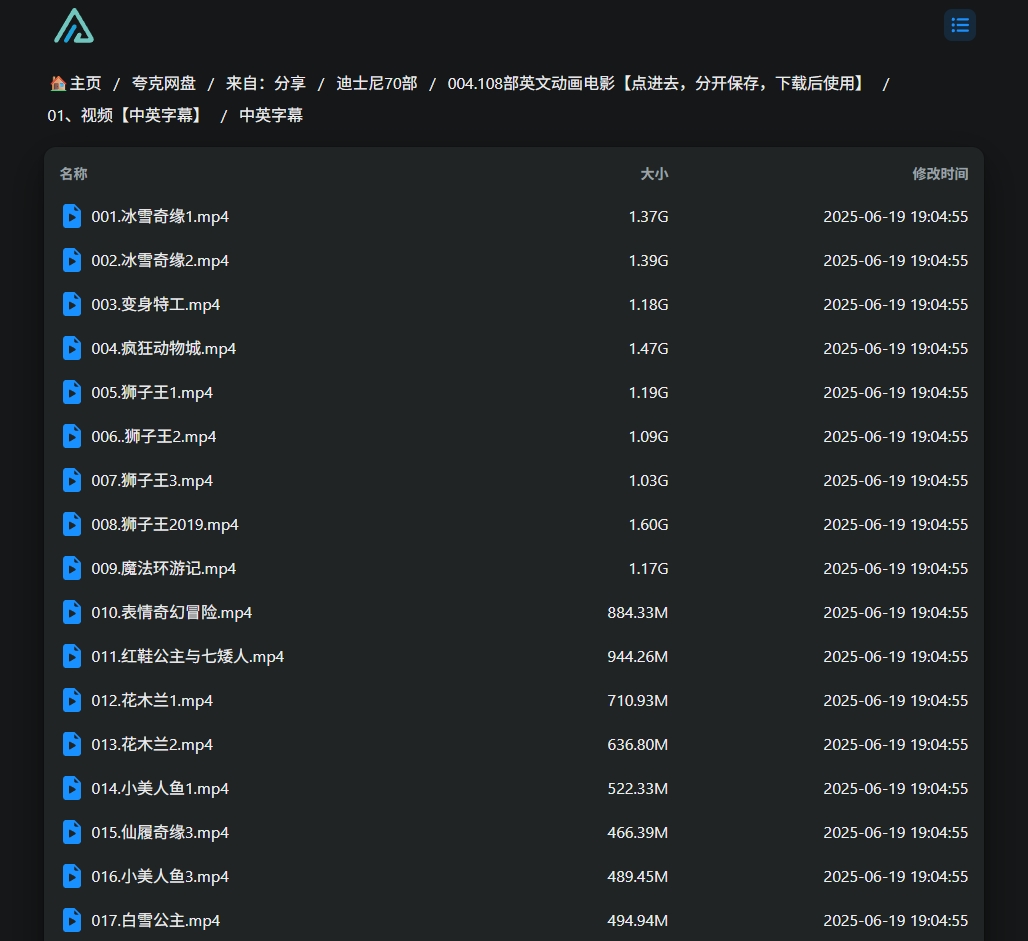 🏠主页 / 夸克网盘 / 来自：分享 / 迪士尼70部 / 004.108部英文动画电影【点进去，分开保存，下载后使用】 /
01、视频【中英字幕】 / 中英字幕
名称 大小 修改时间
001.冰雪奇缘1.mp4 1.37G 2025-06-19 19:04:55
002.冰雪奇缘2.mp4 1.39G 2025-06-19 19:04:55
003.变身特工.mp4 1.18G 2025-06-19 19:04:55
004.疯狂动物城.mp4 1.47G 2025-06-19 19:04:55
005.狮子王1.mp4 1.19G 2025-06-19 19:04:55
006..狮子王2.mp4 1.09G 2025-06-19 19:04:55
007.狮子王3.mp4 1.03G 2025-06-19 19:04:55
008.狮子王2019.mp4 1.60G 2025-06-19 19:04:55
009.魔法环游记.mp4 1.17G 2025-06-19 19:04:55
010.表情奇幻冒险.mp4 884.33M 2025-06-19 19:04:55
011.红鞋公主与七矮人.mp4 944.26M 2025-06-19 19:04:55
012.花木兰1.mp4 710.93M 2025-06-19 19:04:55
013.花木兰2.mp4 636.80M 2025-06-19 19:04:55
014.小美人鱼1.mp4 522.33M 2025-06-19 19:04:55
015.仙履奇缘3.mp4 466.39M 2025-06-19 19:04:55
016.小美人鱼3.mp4 489.45M 2025-06-19 19:04:55
017.白雪公主.mp4 494.94M 2025-06-19 19:04:55